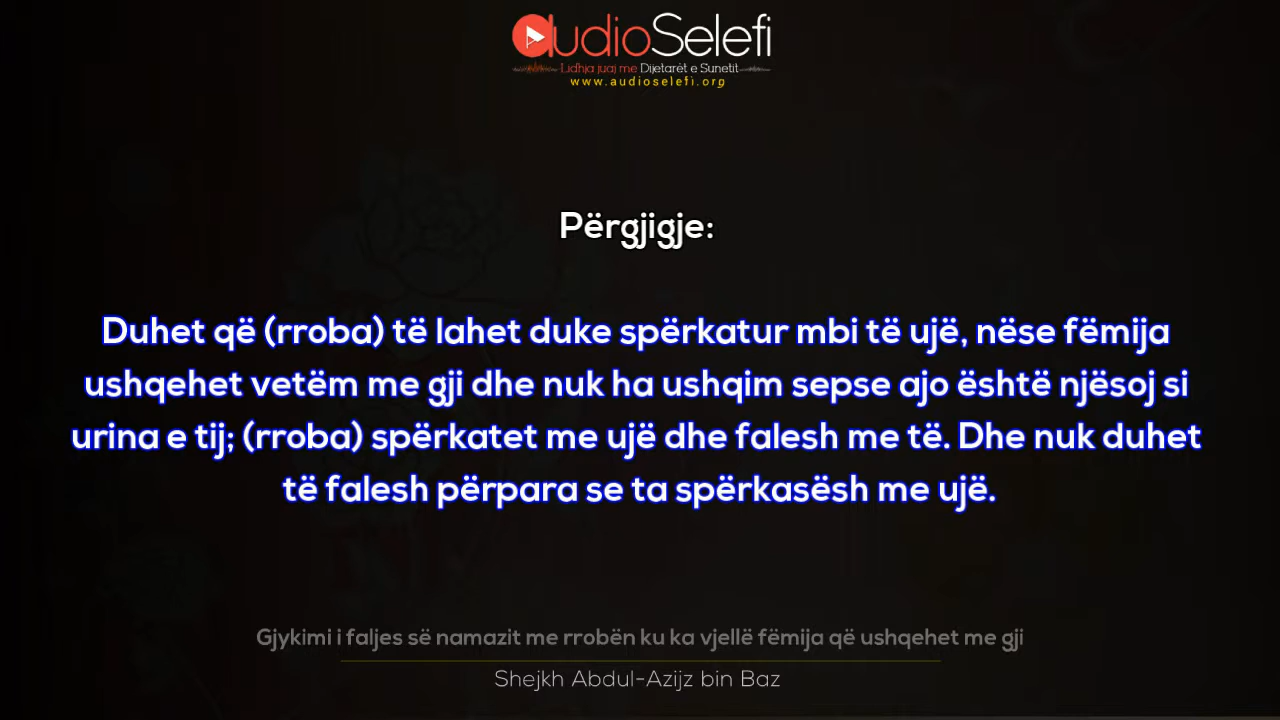 audioSelefi
Lidhja juaj me Dijetarët e Sunetit
www.audioselefi.org
Përgjigje:
Duhet që (rroba) të lahet duke spërkatur mbi të ujë, nëse fëmija
ushqehet vetëm me gji dhe nuk ha ushqim sepse ajo është njësoj si
urina e tij; (rroba) spërkatet me ujë dhe falesh me të. Dhe nuk duhet
të falesh përpara se ta spërkasësh me ujë.
Gjykimi i faljes së namazit me rrobën ku ka vjellë fëmija që ushqehet me gji
Shejkh Abdul-Azijz bin Baz